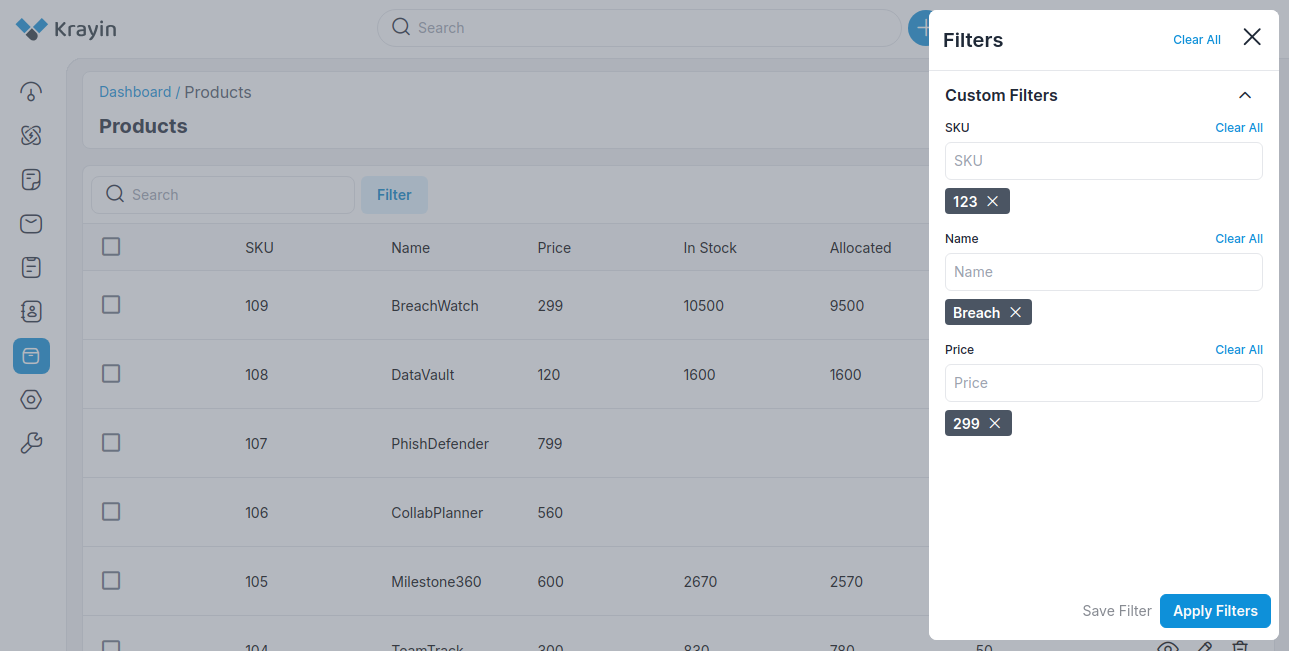 Krayin
Search
Dashboard / Products
Products
Search
Filter
SKU Name Price In Stock Allocated
109 BreachWatch 299 10500 9500
108 DataVault 120 1600 1600
107 PhishDefender 799
106 CollabPlanner 560
105 Milestone360 600 2670 2570
104 TeamTrack 300 830 780 50
Filters
Clear All
Custom Filters
SKU Clear All
SKU
123
Name Clear All
Name
Breach
Price Clear All
Price
299
Save Filter Apply Filters